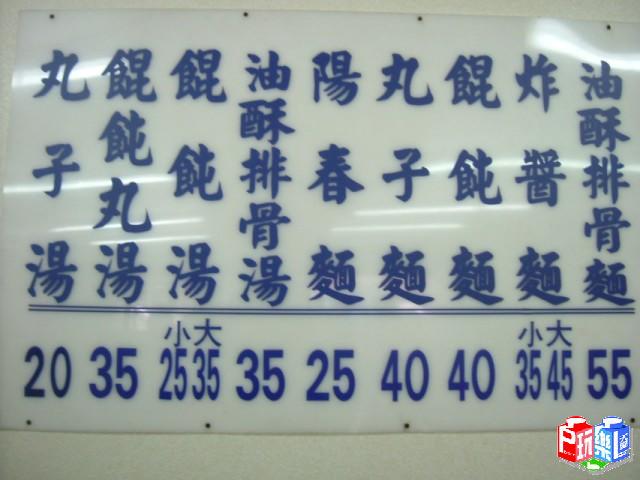 油酥排骨麵 55
炸醬麵 小35 大45
餛飩麵 40
丸子麵 40
陽春麵 25
油酥排骨湯 35
餛飩湯 小25 大35
餛飩丸湯 35
丸子湯 20